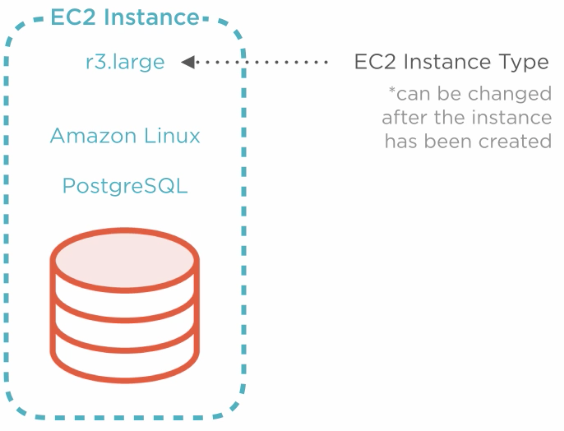 EC2 Instance
r3.large
EC2 Instance Type
*can be changed
after the instance
has been created
Amazon Linux
PostgreSQL